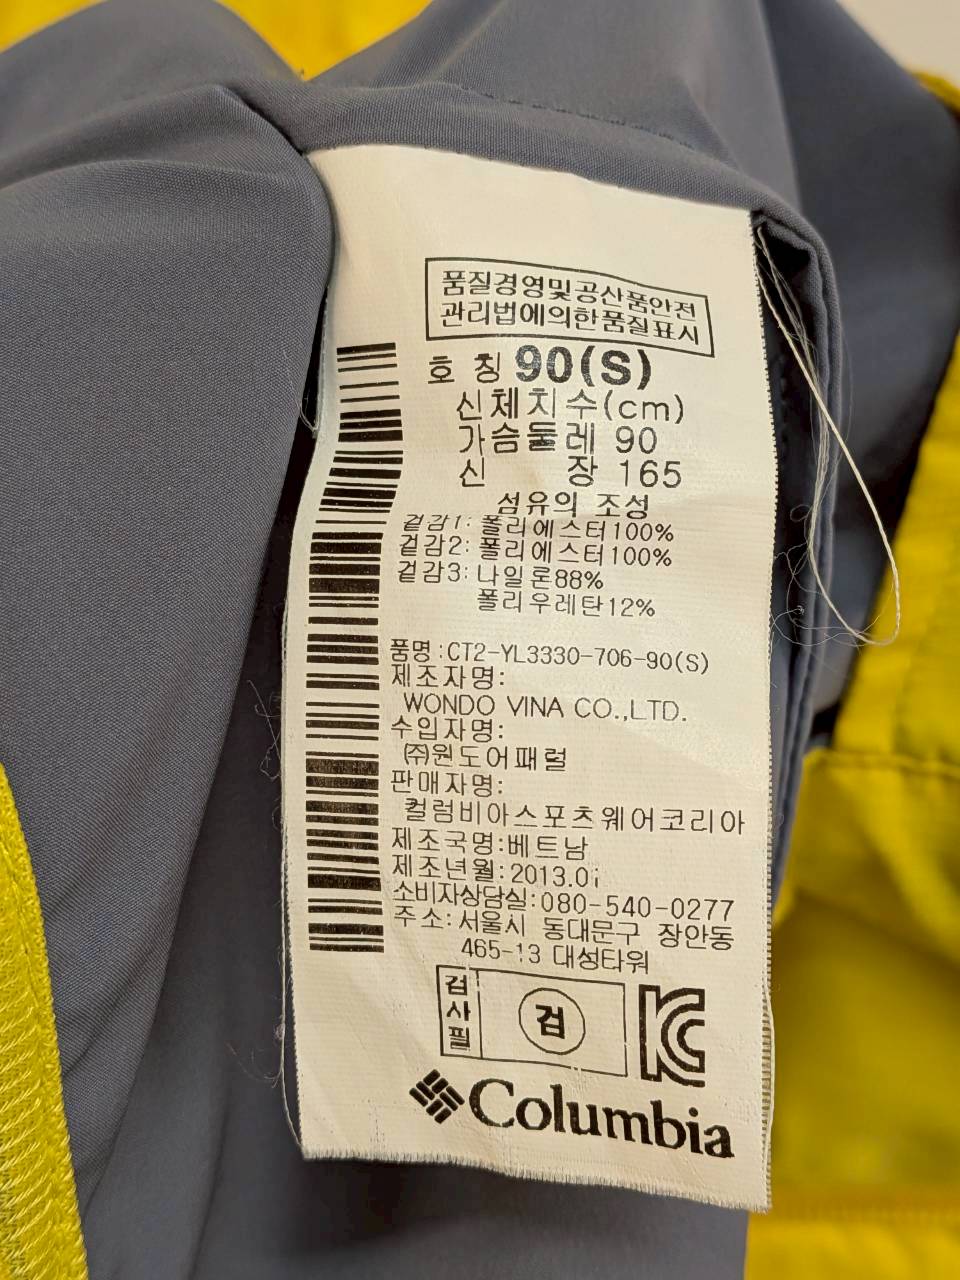 품질경영및공산품안전
관리법에의한품질표시
호 칭 90(S)
신체치수(cm)
가슴둘레 90
신 장 165
섬유의 조성
겉감1: 폴리에스터100%
겉감2: 폴리에스터100%
겉감3: 나일론88%
폴리우레탄12%
품명:CT2-YL3330-706-90(S)
제조자명:
WONDO VINA CO.,LTD.
수입자명:
㈜원도어패럴
판매자명:
컬럼비아스포츠웨어코리아
제조국명:베트남
제조년월:
소비자상담실:080-540-0277
주소:서울시 동대문구 장안동
465-13 대성타워
검사필
검
KC
Columbia